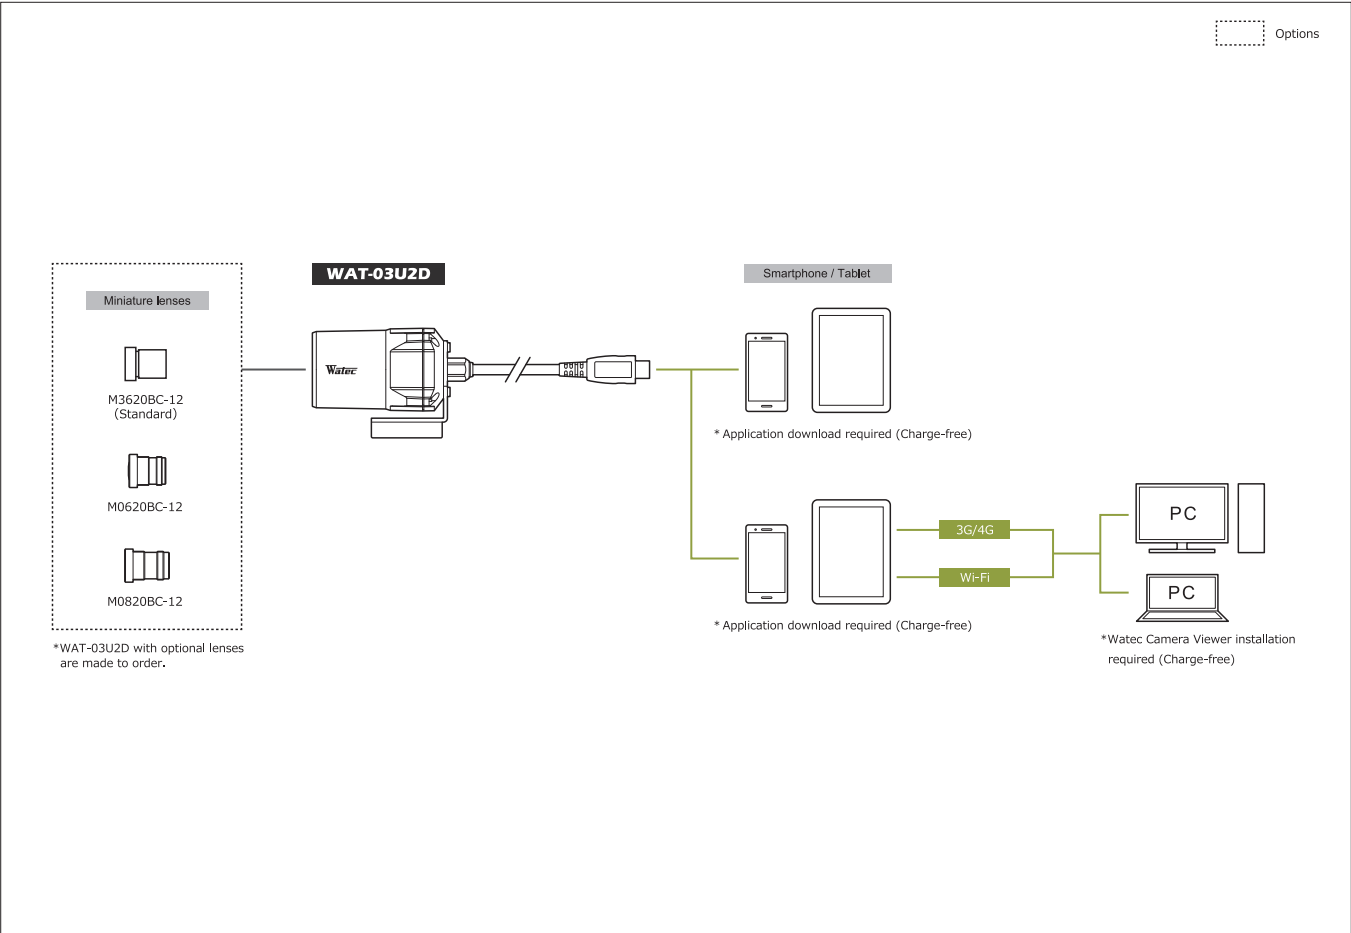 Options
WAT-03U2D
Smartphone / Tablet
Miniature lenses
Watec
M3620BC-12
(Standard)
* Application download required (Charge-free)
M0620BC-12
PC
3G/4G
Wi-Fi
PC
M0820BC-12
* Application download required (Charge-free)
*Watec Camera Viewer installation
required (Charge-free)
*WAT-03U2D with optional lenses
are made to order.